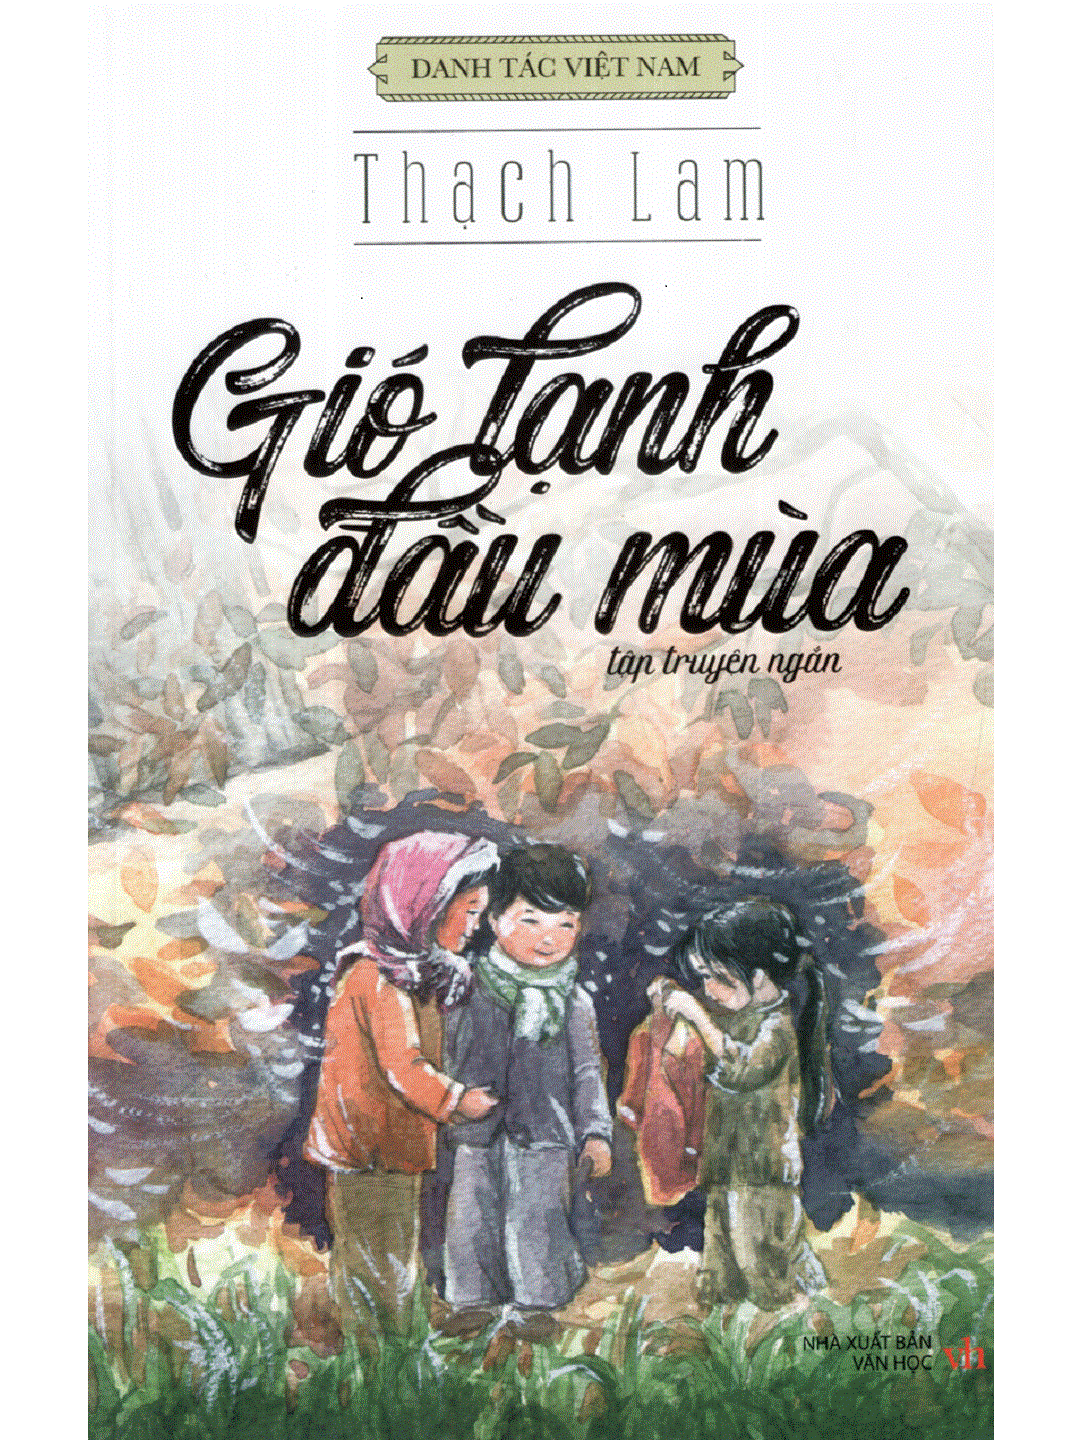 DANH TÁC VIỆT NAM
Thạch Lam
Gió lạnh
đầu mùa
tập truyện ngắn
NHÀ XUẤT BẢN
VĂN HỌC
vh